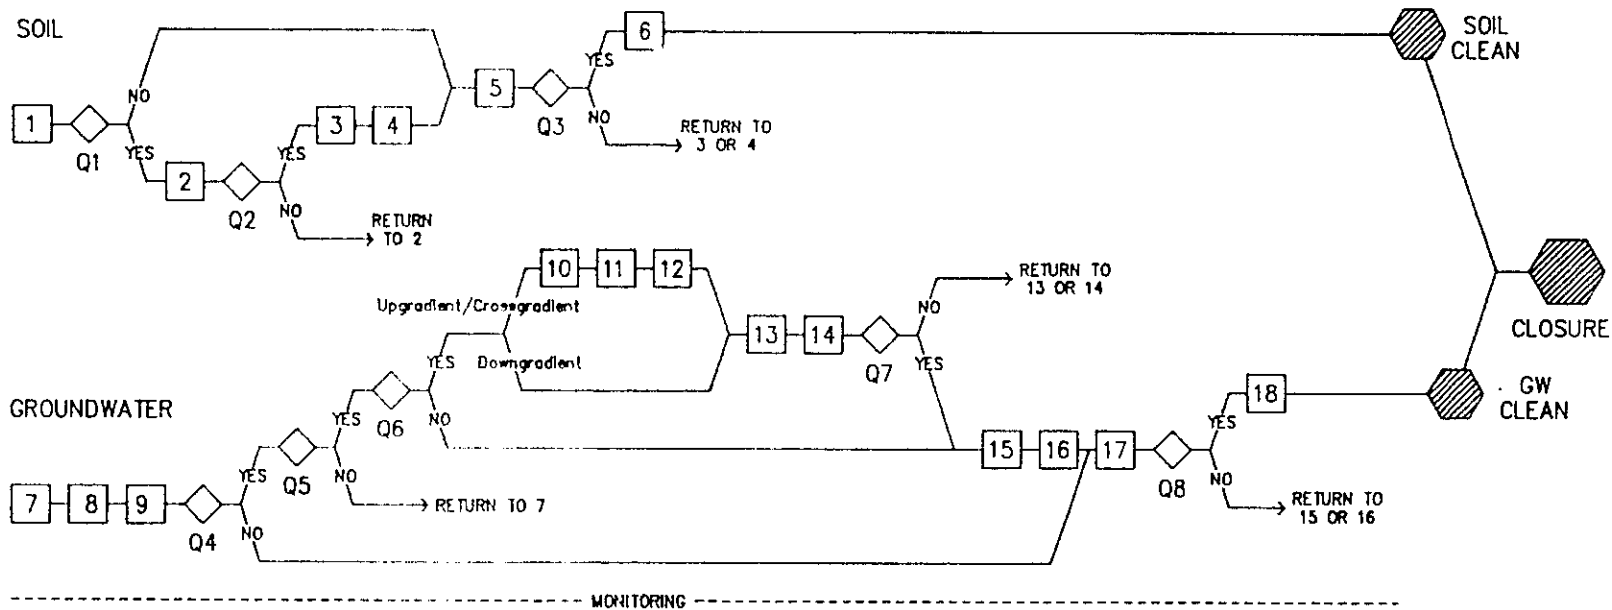 SOIL
6
SOIL
CLEAN
YES
NO
5
Q3
NO
RETURN TO
3 OR 4
1
Q1
3
4
YES
YES
2
Q2
NO
RETURN
TO 2
10
11
12
RETURN TO
13 OR 14
Upgradient/Crossgradient
NO
13
14
Q7
CLOSURE
YES
Downgradient
YES
GROUNDWATER
18
GW
CLEAN
YES
Q6
NO
YES
15
16
17
Q8
YES
Q5
NO
NO
7
8
9
Q4
RETURN TO 7
RETURN TO
15 OR 16
NO
MONITORING